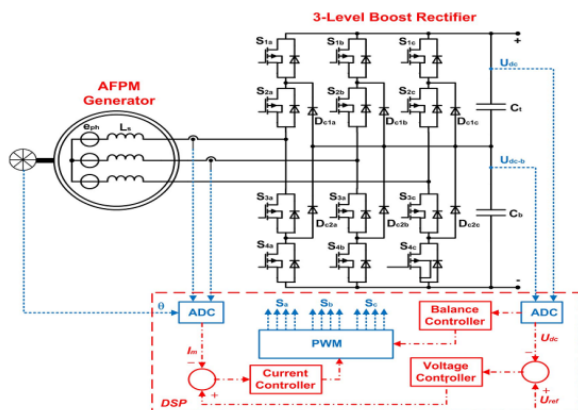 3-Level Boost Rectifier
AFPM
Generator
eph
Ls
S1a
S1b
S1c
S2a
S2b
S2c
Dc1a
Dc1b
Dc1c
+
Udc
Ct
Udc-b
S3a
S3a
S3c
Dc2a
Dc2b
Dc2c
Cb
S4a
S4b
S4c
-
θ
ADC
Sa
Sb
Sc
Balance
Controller
ADC
PWM
Im
Udc
−
Current
Controller
Voltage
Controller
−
+
+
DSP
Uref